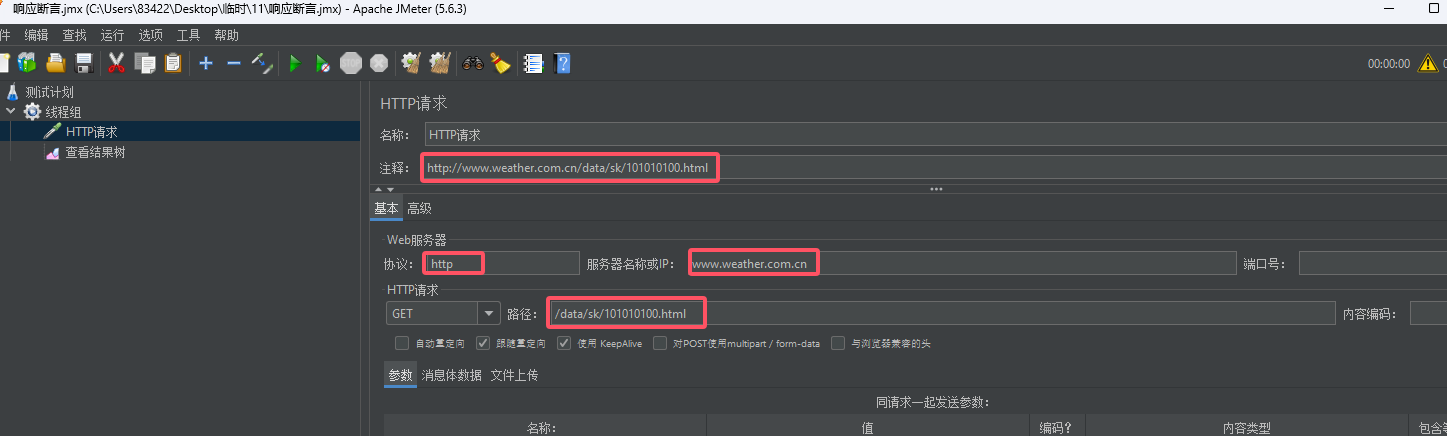 响应断言.jmx (C:\Users\83422\Desktop\临时\11\响应断言.jmx) - Apache JMeter (5.6.3)
件 编辑 查找 运行 选项 工具 帮助
STOP 00:00:00
测试计划
线程组
HTTP请求
查看结果树
HTTP请求
名称: HTTP请求
注释: http://www.weather.com.cn/data/sk/101010100.html
基本 高级
Web服务器
协议: http 服务器名称或IP: www.weather.com.cn 端口号:
HTTP请求
GET 路径: /data/sk/101010100.html 内容编码:
自动重定向 跟随重定向 使用 KeepAlive 对POST使用multipart / form-data 与浏览器兼容的头
参数 消息体数据 文件上传
同请求一起发送参数:
名称: 值 编码? 内容类型 包含等